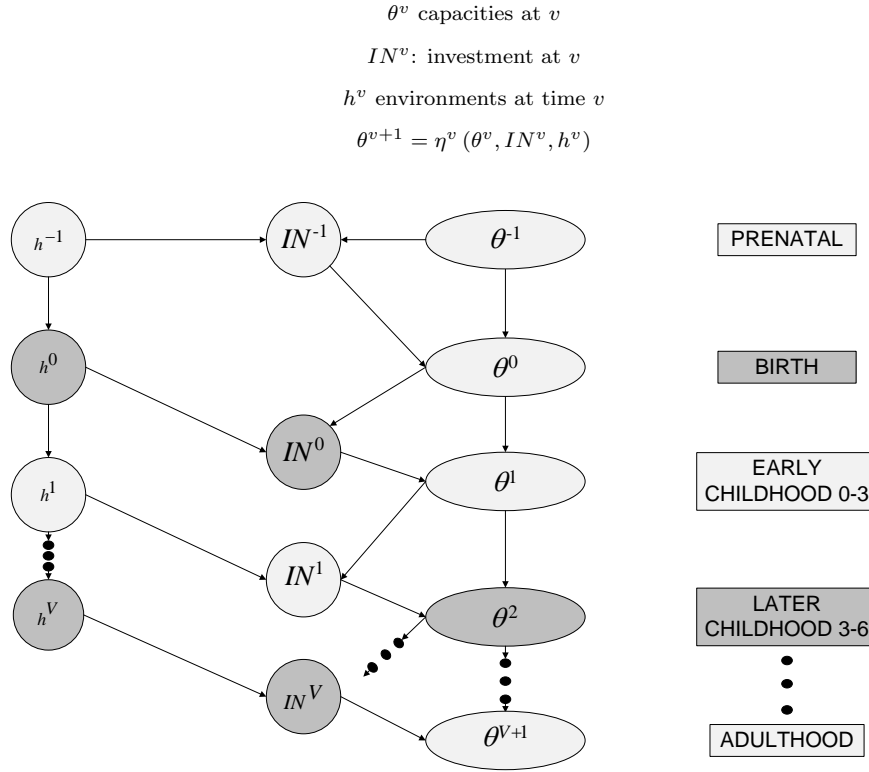 θ^v capacities at v
IN^v: investment at v
h^v environments at time v
θ^{v+1} = η^v (θ^v, IN^v, h^v)
h^{-1} IN^{-1} θ^{-1} PRENATAL
h^0 θ^0 BIRTH
IN^0
θ^1 EARLY
CHILDHOOD 0-3
h^1
IN^1
h^V θ^2 LATER
CHILDHOOD 3-6
IN^V
θ^{V+1} ADULTHOOD